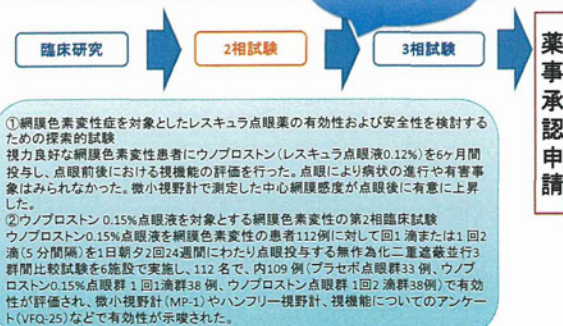 臨床研究
2相試験
3相試験
薬事承認申請
①網膜色素変性症を対象としたレスキュラ点眼薬の有効性および安全性を検討する
ための探索的試験
視力良好な網膜色素変性患者にウノプロストン(レスキュラ点眼液0.12%)を6ヶ月間
投与し、点眼前後における視機能の評価を行った。点眼により病状の進行や有害事
象はみられなかった。微小視野計で測定した中心網膜感度が点眼後に有意に上昇
した。
②ウノプロストン 0.15%点眼液を対象とする網膜色素変性の第2相臨床試験
ウノプロストン0.15%点眼液を網膜色素変性の患者112例に対して回1 滴または1 回2
滴(5 分間隔)を1日朝夕2回24週間にわたり点眼投与する無作為化二重遮蔽並行3
群間比較試験を6施設で実施し、112 名で、内109 例(プラセボ点眼群33 例、ウノプ
ロストン0.15%点眼群 1 回1滴群38 例、ウノプロストン点眼群 1回2 滴群38例)で有効
性が評価され、微小視野計(MP-1)やハンフリー視野計、視機能についてのアンケー
ト(VFQ-25)などで有効性が示唆された。